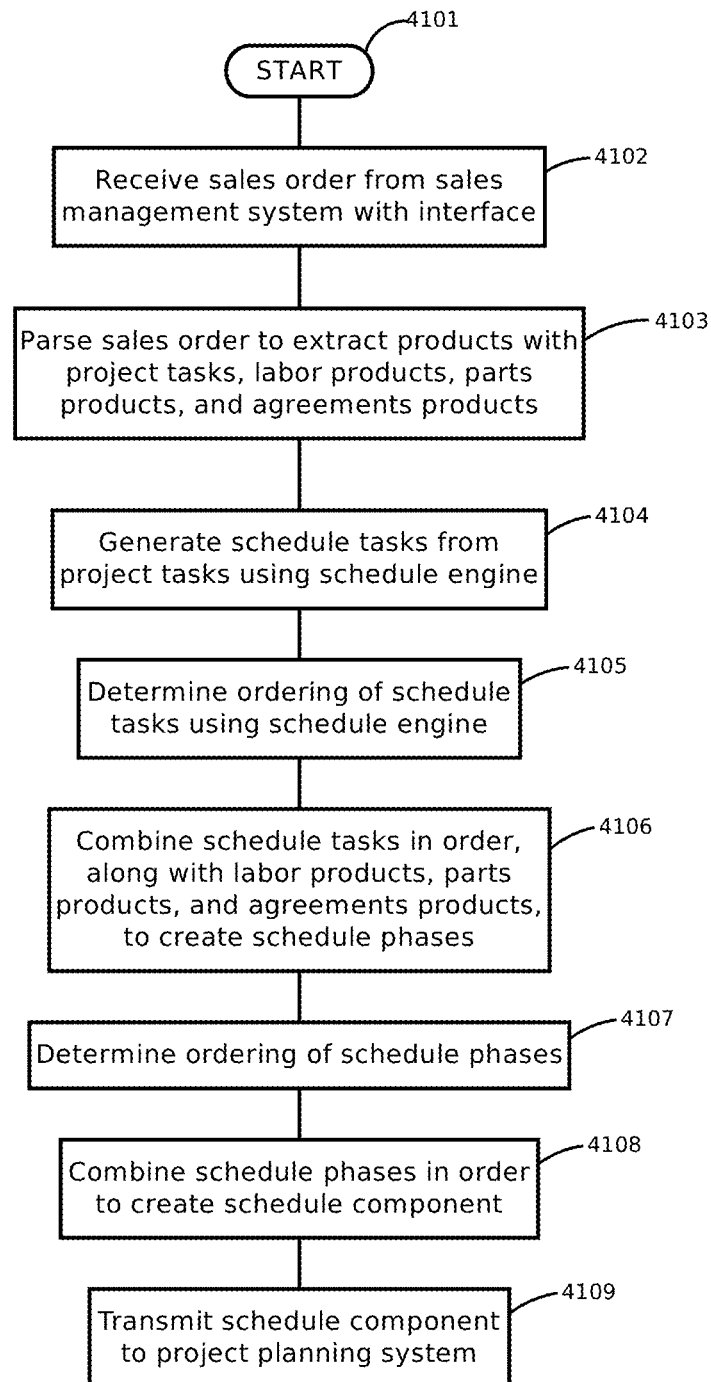 4101
START
4102
Receive sales order from sales
management system with interface
4103
Parse sales order to extract products with
project tasks, labor products, parts
products, and agreements products
4104
Generate schedule tasks from
project tasks using schedule engine
4105
Determine ordering of schedule
tasks using schedule engine
4106
Combine schedule tasks in order,
along with labor products, parts
products, and agreements products,
to create schedule phases
4107
Determine ordering of schedule phases
4108
Combine schedule phases in order
to create schedule component
4109
Transmit schedule component
to project planning system